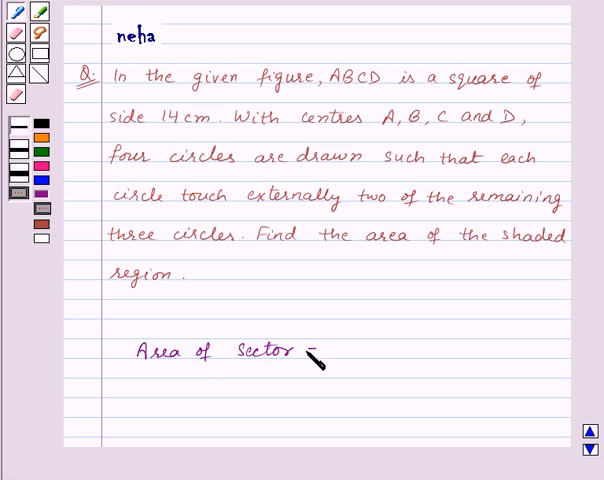 neha
Q. In the given figure, ABCD is a square of
side 14 cm. With centres A, B, C and D,
four circles are drawn such that each
circle touch externally two of the remaining
three circles. Find the area of the shaded
region.
Area of Sector =